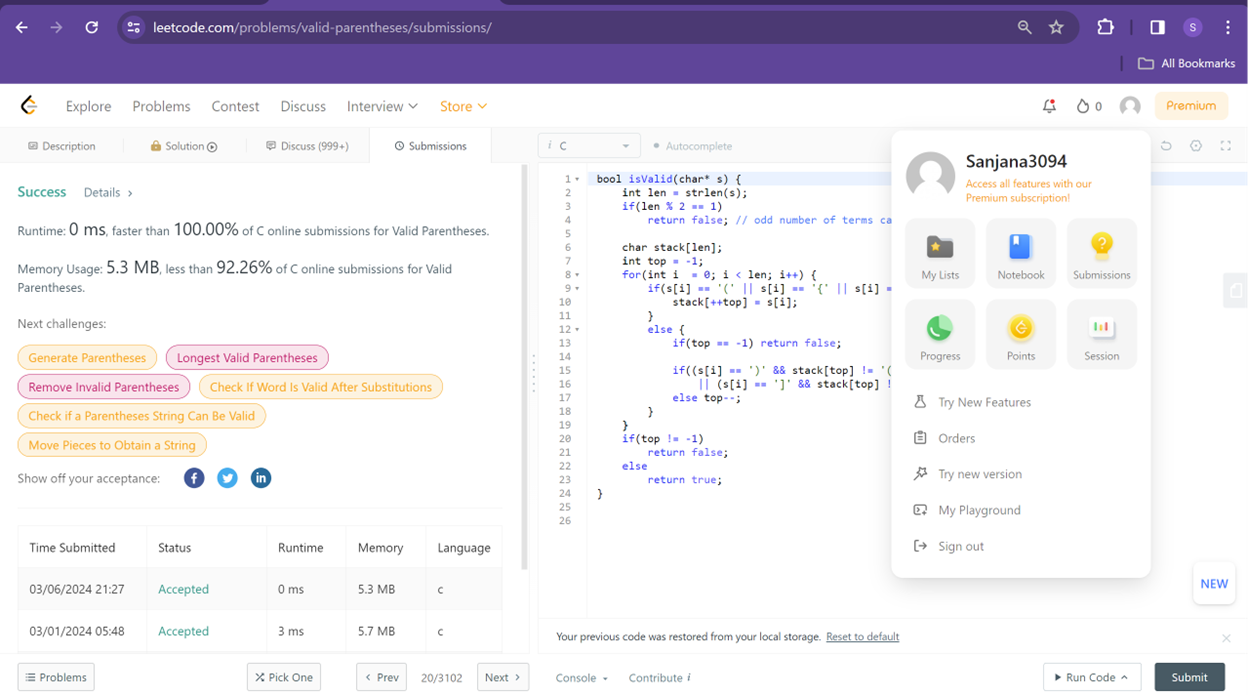 leetcode.com/problems/valid-parentheses/submissions/
S
All Bookmarks
Explore Problems Contest Discuss Interview Store 0 Premium
Description Solution Discuss (999+) Submissions
Success Details
Runtime: 0 ms, faster than 100.00% of C online submissions for Valid Parentheses.
Memory Usage: 5.3 MB, less than 92.26% of C online submissions for Valid
Parentheses.
Next challenges:
Generate Parentheses Longest Valid Parentheses
Remove Invalid Parentheses Check If Word Is Valid After Substitutions
Check if a Parentheses String Can Be Valid
Move Pieces to Obtain a String
Show off your acceptance:
Time Submitted Status Runtime Memory Language
03/06/2024 21:27 Accepted 0 ms 5.3 MB c
03/01/2024 05:48 Accepted 3 ms 5.7 MB c
Problems Pick One Prev 20/3102 Next
i C Autocomplete
1 bool isValid(char* s) {
2 int len = strlen(s);
3 if(len % 2 == 1)
4 return false; // odd number of terms ca
5
6 char stack[len];
7 int top = -1;
8 for(int i  = 0; i < len; i++) {
9 if(s[i] == '(' || s[i] == '{' || s[i] =
10 stack[++top] = s[i];
11 }
12 else {
13 if(top == -1) return false;
14
15 if((s[i] == ')' && stack[top] != '(
16 || (s[i] == ']' && stack[top] !
17 else top--;
18 }
19 }
20 if(top != -1)
21 return false;
22 else
23 return true;
24 }
25
26
Sanjana3094
Access all features with our
Premium subscription!
My Lists Notebook Submissions
Progress Points Session
Try New Features
Orders
Try new version
My Playground
Sign out
NEW
Your previous code was restored from your local storage. Reset to default
Console Contribute i Run Code Submit